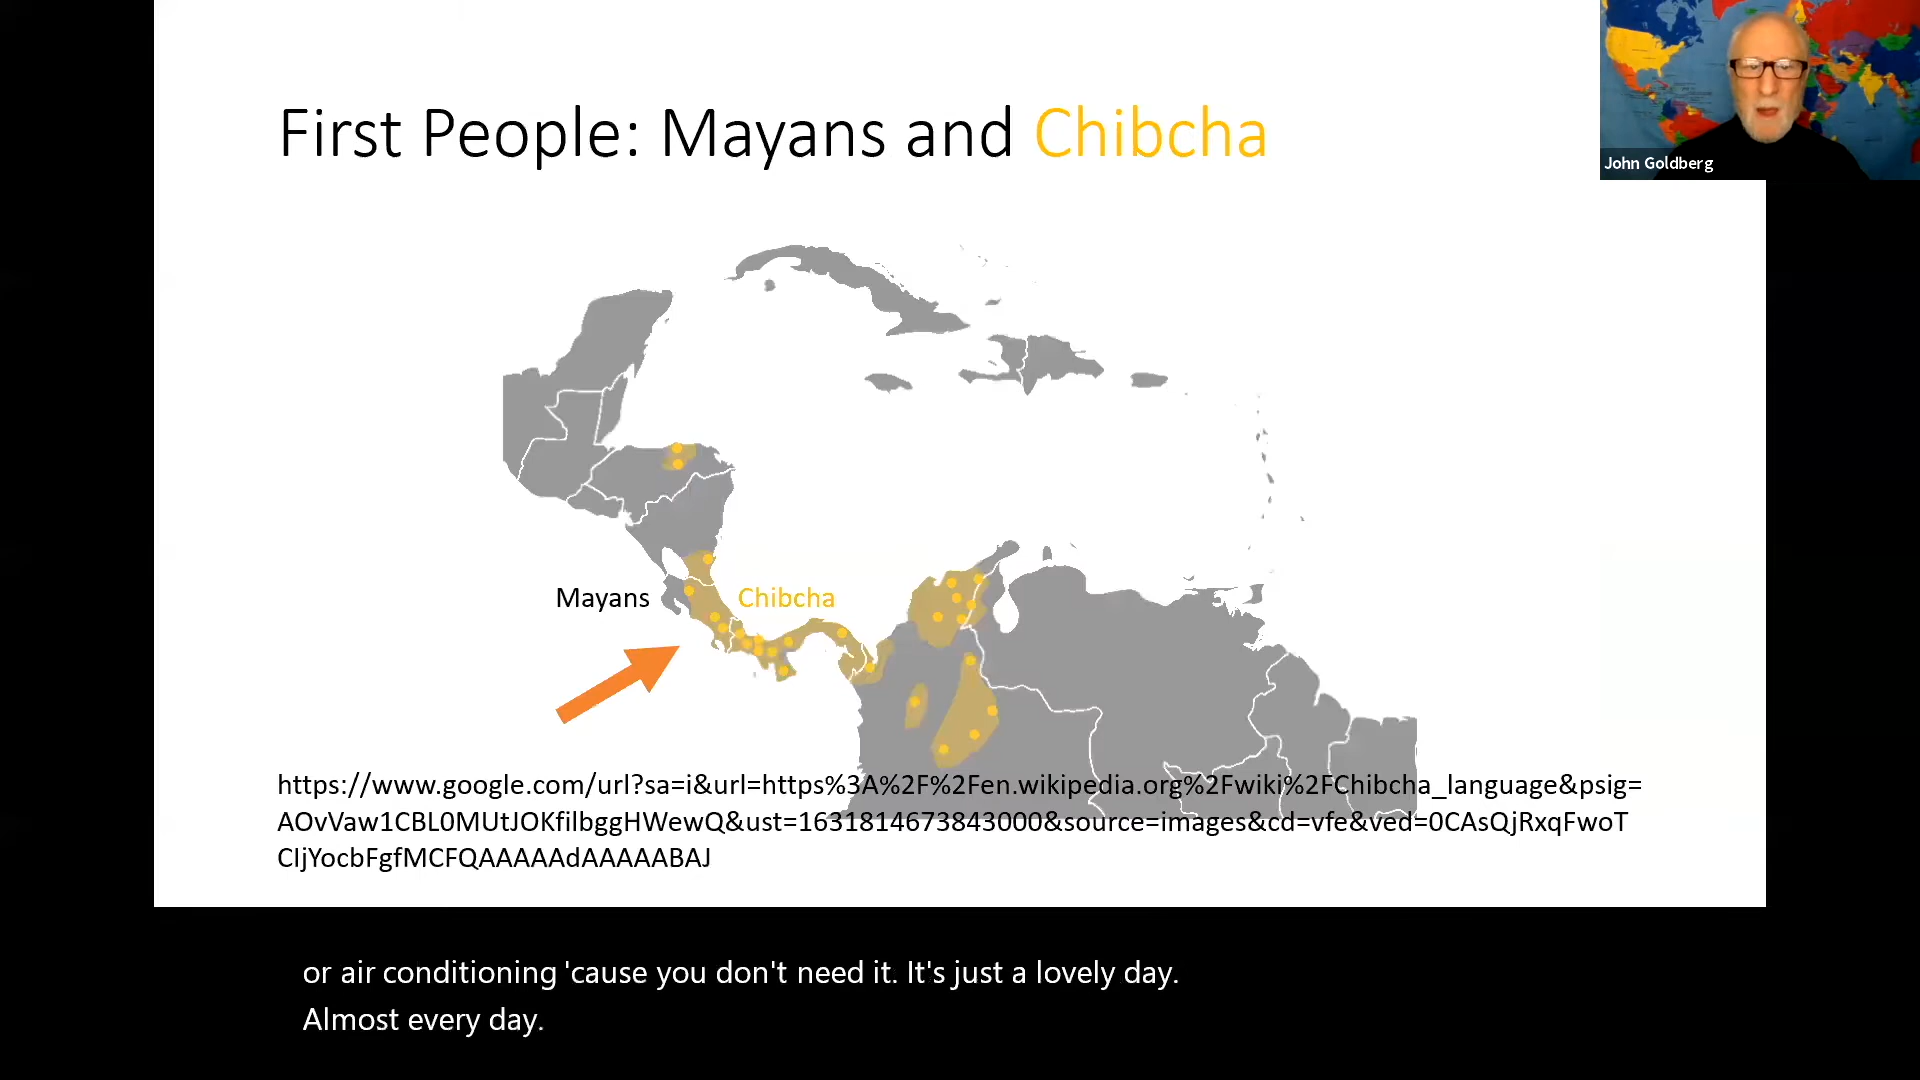 First People: Mayans and Chibcha
John Goldberg
Mayans
Chibcha
https://www.google.com/url?sa=i&url=https%3A%2F%2Fen.wikipedia.org%2Fwiki%2FChibcha_language&psig=
AOvVaw1CBL0MUtJOKfilbggHWewQ&ust=1631814673843000&source=images&cd=vfe&ved=0CAsQjRxqFwoT
CIjYocbFgfMCFQAAAAAdAAAAABAJ
or air conditioning 'cause you don't need it. It's just a lovely day.
Almost every day.